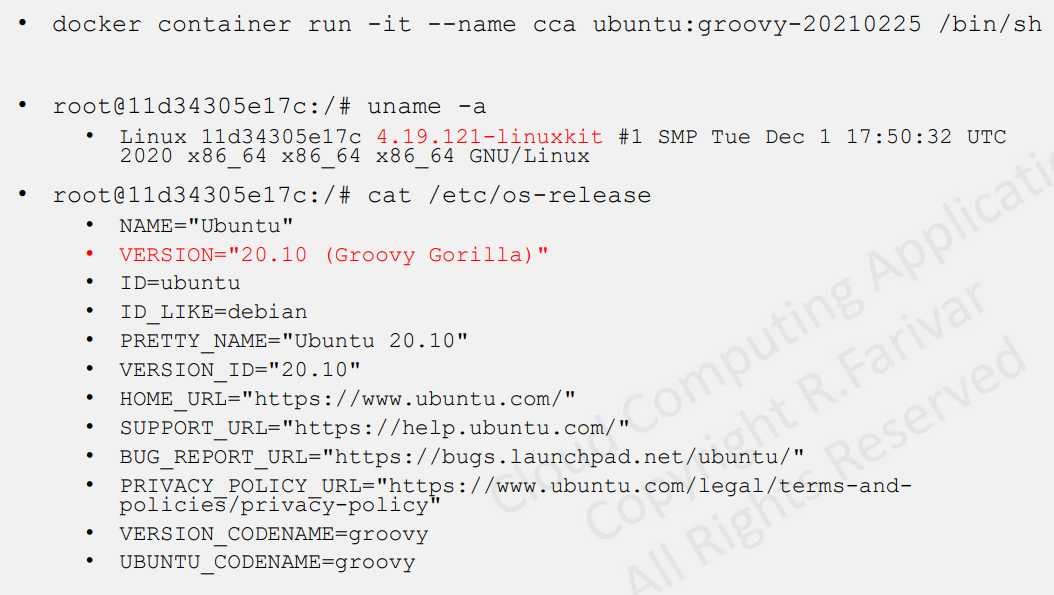 • docker container run -it --name cca ubuntu:groovy-20210225 /bin/sh
• root@11d34305e17c:/# uname -a
• Linux 11d34305e17c 4.19.121-linuxkit #1 SMP Tue Dec 1 17:50:32 UTC
2020 x86_64 x86_64 x86_64 GNU/Linux
• root@11d34305e17c:/# cat /etc/os-release
• NAME="Ubuntu"
• VERSION="20.10 (Groovy Gorilla)"
• ID=ubuntu
• ID_LIKE=debian
• PRETTY_NAME="Ubuntu 20.10"
• VERSION_ID="20.10"
• HOME_URL="https://www.ubuntu.com/"
• SUPPORT_URL="https://help.ubuntu.com/"
• BUG_REPORT_URL="https://bugs.launchpad.net/ubuntu/"
• PRIVACY_POLICY_URL="https://www.ubuntu.com/legal/terms-and-
policies/privacy-policy"
• VERSION_CODENAME=groovy
• UBUNTU_CODENAME=groovy
Cloud Computing Applicatio
Copyright R.Farivar
All Rights Reserved